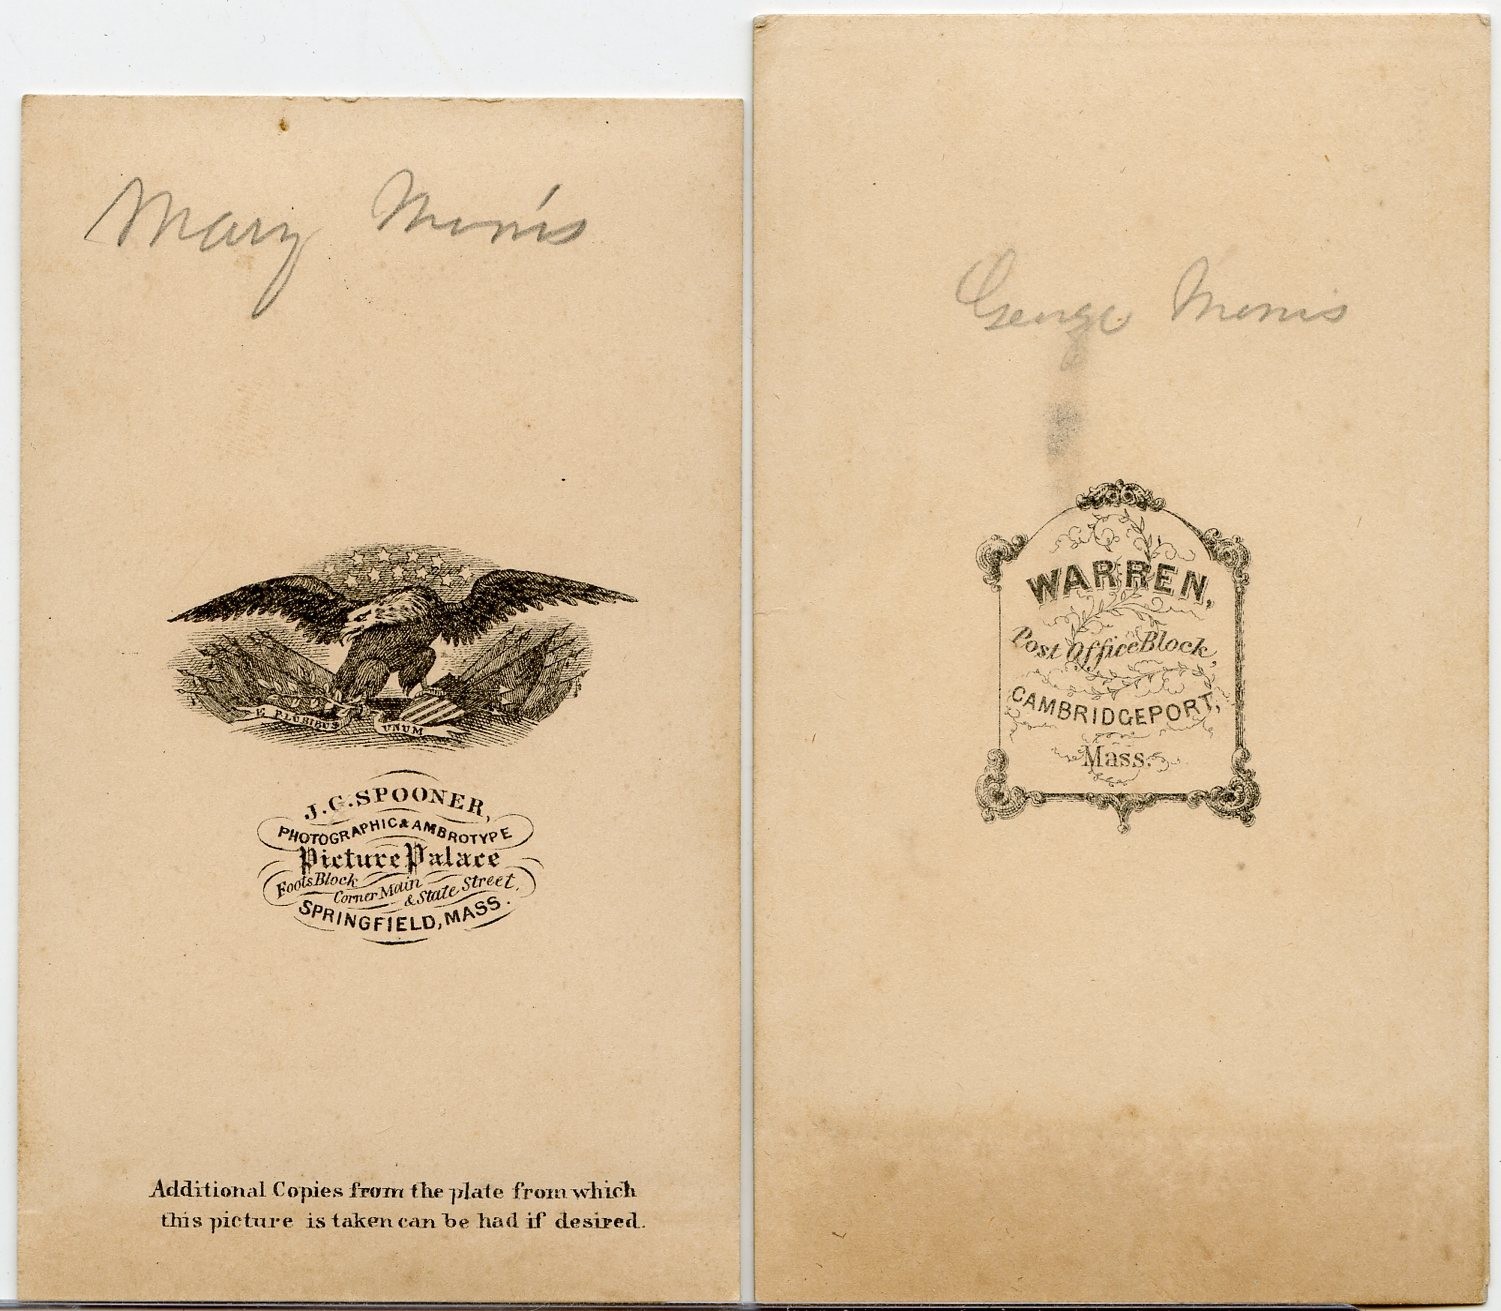 Mary Morris
E PLURIBUS UNUM
J.G. SPOONER,
PHOTOGRAPHIC & AMBROTYPE
Picture Palace
Foots Block
Corner Main
& State Street,
SPRINGFIELD, MASS.
Additional Copies from the plate from which
this picture is taken can be had if desired.
George Morris
WARREN,
Post Office Block,
CAMBRIDGEPORT,
Mass.